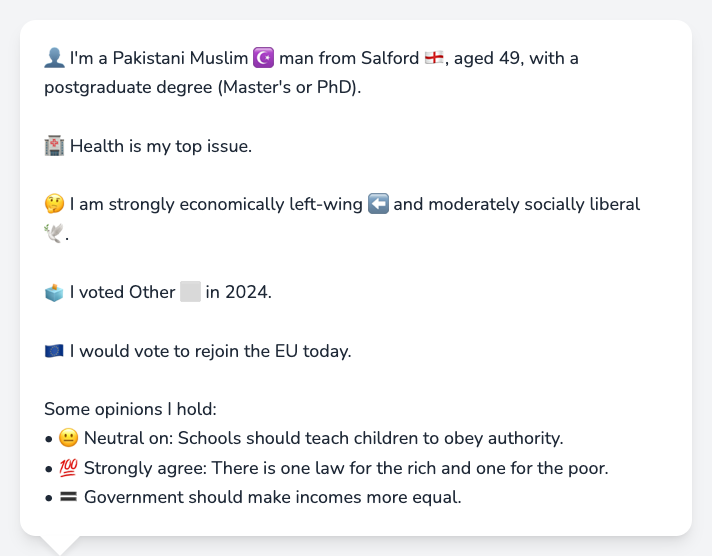 👤 I'm a Pakistani Muslim ☪️ man from Salford 🏴󠁧󠁢󠁥󠁮󠁧󠁿, aged 49, with a
postgraduate degree (Master's or PhD).
🏥 Health is my top issue.
🤔 I am strongly economically left-wing ⬅️ and moderately socially liberal
🕊️.
🗳️ I voted Other ⬜ in 2024.
🇪🇺 I would vote to rejoin the EU today.
Some opinions I hold:
• 😐 Neutral on: Schools should teach children to obey authority.
• 💯 Strongly agree: There is one law for the rich and one for the poor.
• 🟰 Government should make incomes more equal.